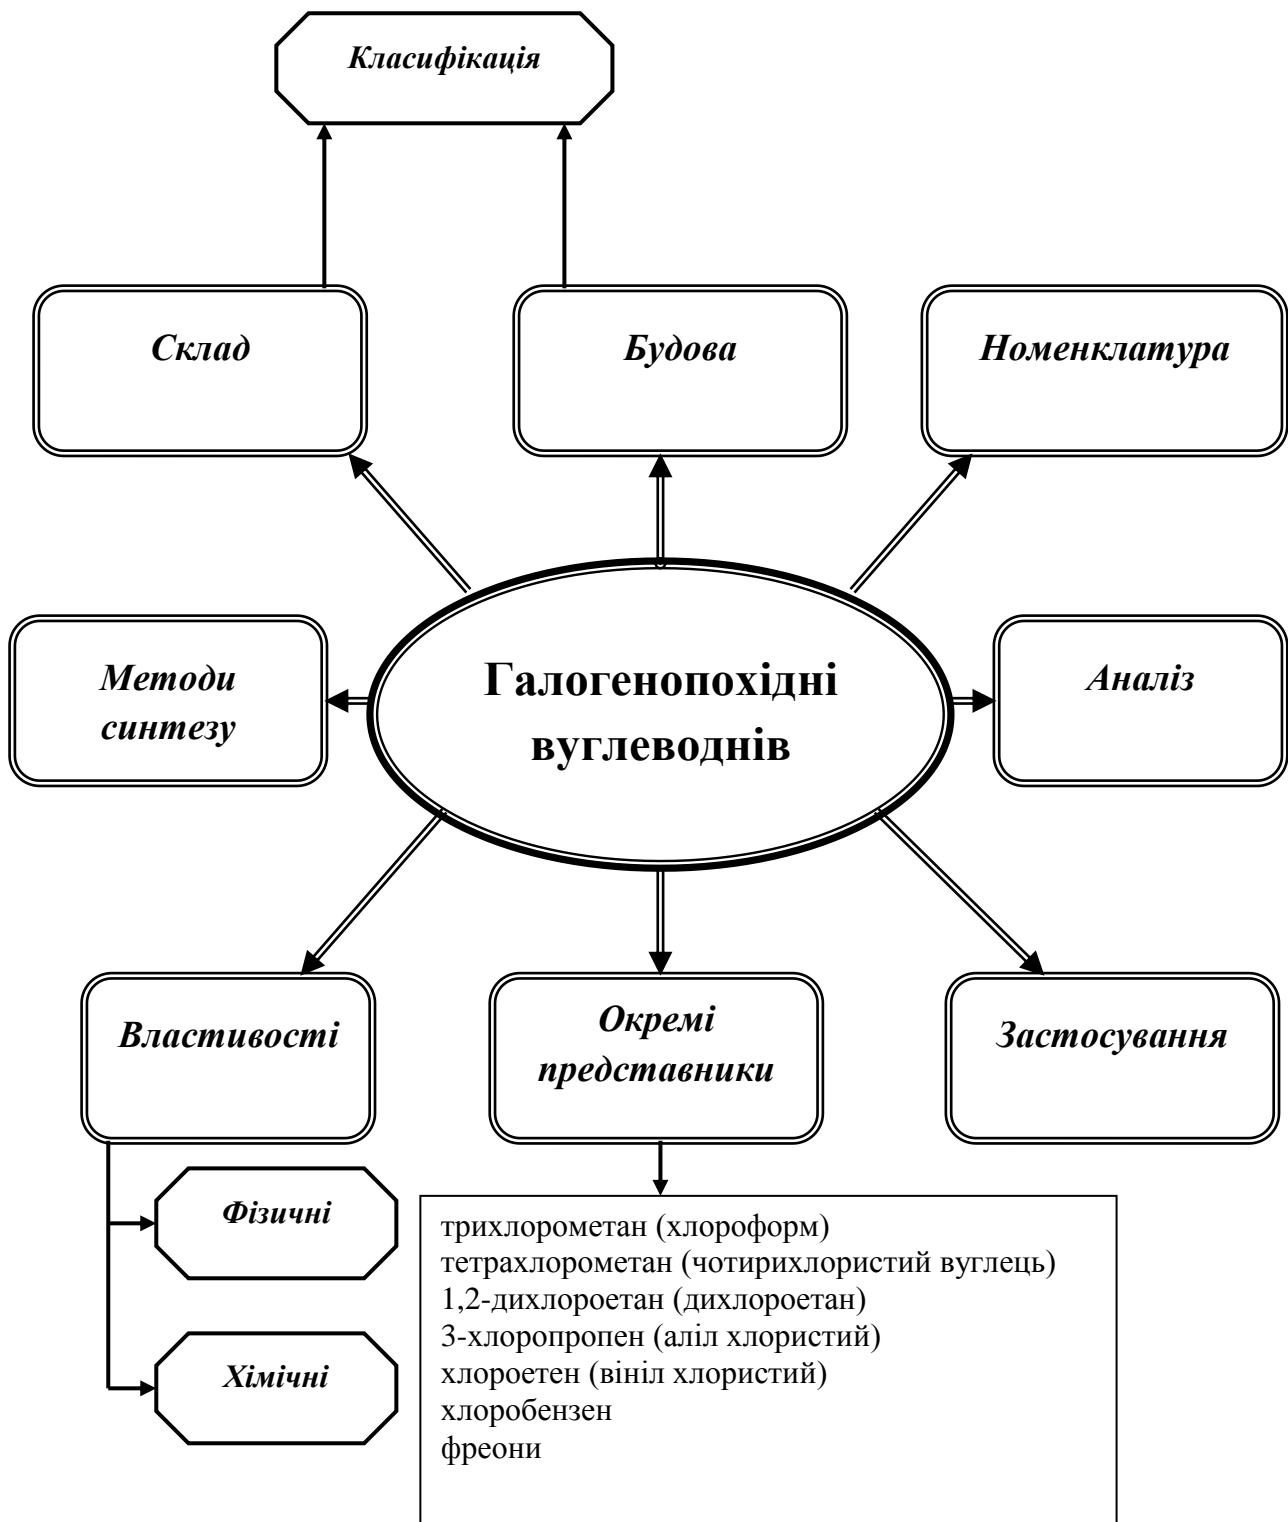 Класифікація
Склад
Будова
Номенклатура
Методи
синтезу
Галогенопохідні
вуглеводнів
Аналіз
Властивості
Окремі
представники
Застосування
Фізичні
Хімічні
трихлорометан (хлороформ)
тетрахлорометан (чотирихлористий вуглець)
1,2-дихлороетан (дихлороетан)
3-хлоропропен (аліл хлористий)
хлороетен (вініл хлористий)
хлоробензен
фреони